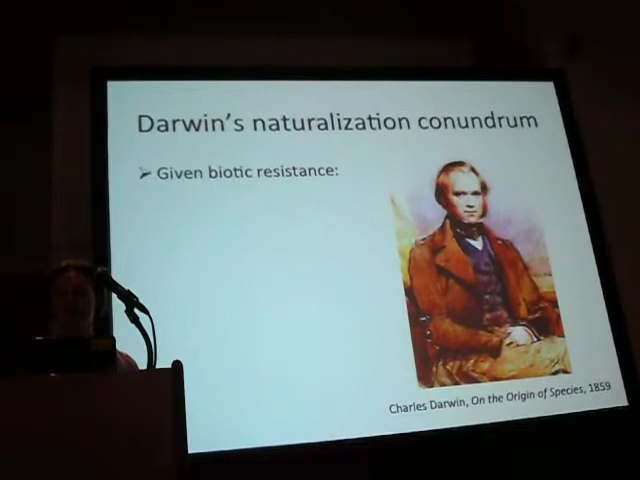 Darwin's naturalization conundrum
➢ Given biotic resistance:
Charles Darwin, On the Origin of Species, 1859